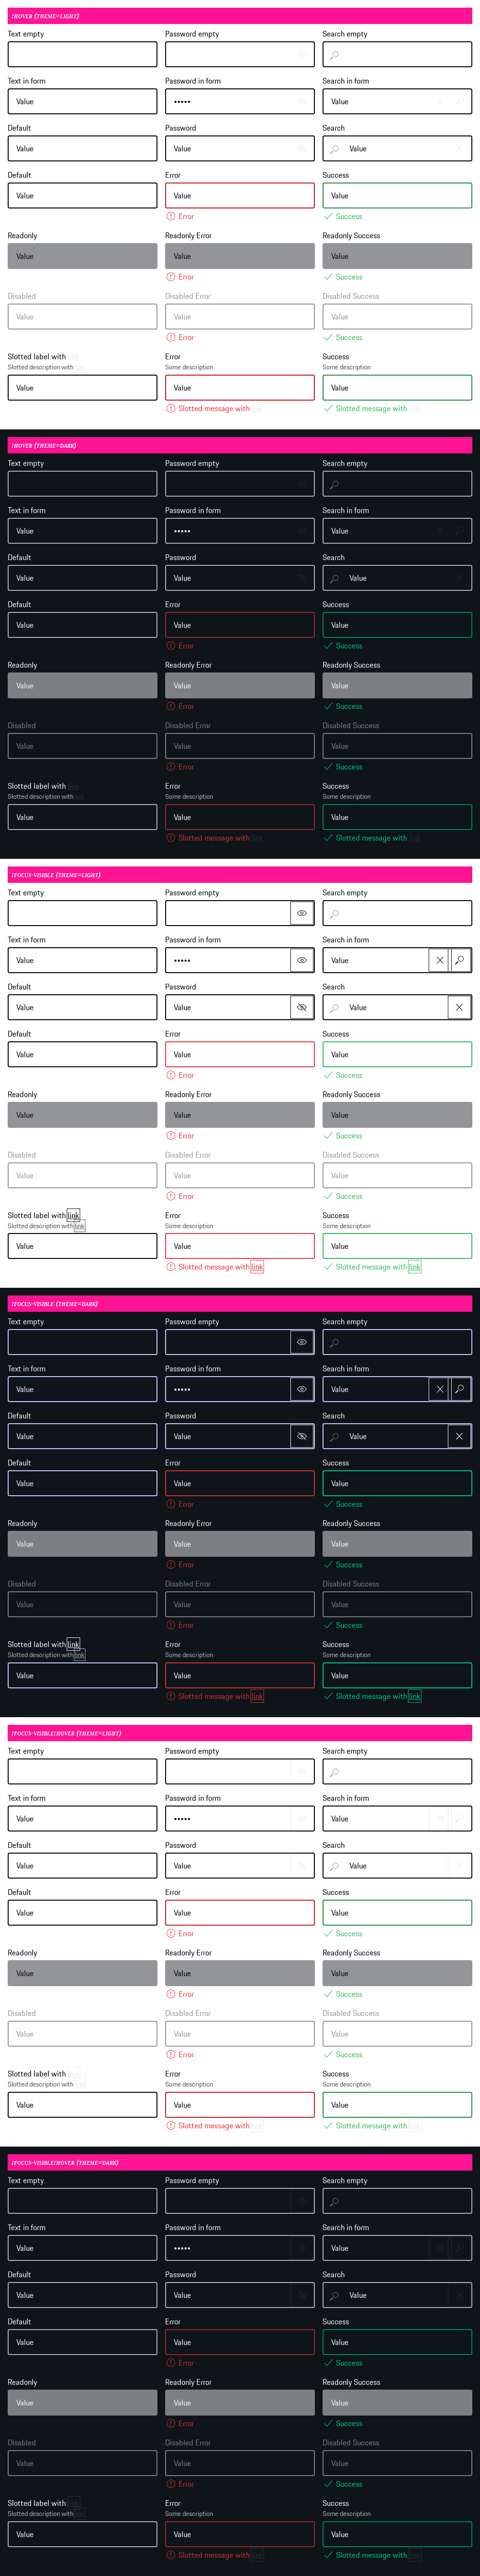 :HOVER (THEME=LIGHT)
Text empty Password empty Search empty
Text in form Password in form Search in form
Value ••••• Value
Default Password Search
Value Value Value
Default Error Success
Value Value Value
Error Success
Readonly Readonly Error Readonly Success
Value Value Value
Error Success
Disabled Disabled Error Disabled Success
Value Value Value
Error Success
Slotted label with link Error Success
Slotted description with link Some description Some description
Value Value Value
Slotted message with link Slotted message with link
:HOVER (THEME=DARK)
Text empty Password empty Search empty
Text in form Password in form Search in form
Value ••••• Value
Default Password Search
Value Value Value
Default Error Success
Value Value Value
Error Success
Readonly Readonly Error Readonly Success
Value Value Value
Error Success
Disabled Disabled Error Disabled Success
Value Value Value
Error Success
Slotted label with link Error Success
Slotted description with link Some description Some description
Value Value Value
Slotted message with link Slotted message with link
:FOCUS-VISIBLE (THEME=LIGHT)
Text empty Password empty Search empty
Text in form Password in form Search in form
Value ••••• Value
Default Password Search
Value Value Value
Default Error Success
Value Value Value
Error Success
Readonly Readonly Error Readonly Success
Value Value Value
Error Success
Disabled Disabled Error Disabled Success
Value Value Value
Error Success
Slotted label with link Error Success
Slotted description with link Some description Some description
Value Value Value
Slotted message with link Slotted message with link
:FOCUS-VISIBLE (THEME=DARK)
Text empty Password empty Search empty
Text in form Password in form Search in form
Value ••••• Value
Default Password Search
Value Value Value
Default Error Success
Value Value Value
Error Success
Readonly Readonly Error Readonly Success
Value Value Value
Error Success
Disabled Disabled Error Disabled Success
Value Value Value
Error Success
Slotted label with link Error Success
Slotted description with link Some description Some description
Value Value Value
Slotted message with link Slotted message with link
:FOCUS-VISIBLE:HOVER (THEME=LIGHT)
Text empty Password empty Search empty
Text in form Password in form Search in form
Value ••••• Value
Default Password Search
Value Value Value
Default Error Success
Value Value Value
Error Success
Readonly Readonly Error Readonly Success
Value Value Value
Error Success
Disabled Disabled Error Disabled Success
Value Value Value
Error Success
Slotted label with link Error Success
Slotted description with link Some description Some description
Value Value Value
Slotted message with link Slotted message with link
:FOCUS-VISIBLE:HOVER (THEME=DARK)
Text empty Password empty Search empty
Text in form Password in form Search in form
Value ••••• Value
Default Password Search
Value Value Value
Default Error Success
Value Value Value
Error Success
Readonly Readonly Error Readonly Success
Value Value Value
Error Success
Disabled Disabled Error Disabled Success
Value Value Value
Error Success
Slotted label with link Error Success
Slotted description with link Some description Some description
Value Value Value
Slotted message with link Slotted message with link